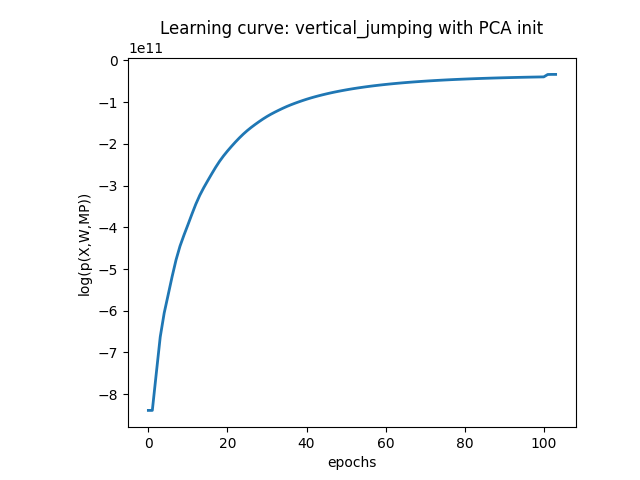 Learning curve: vertical_jumping with PCA init
1e11
0
−1
−2
−3
−4
−5
−6
−7
−8
log(p(X,W,MP))
0 20 40 60 80 100
epochs